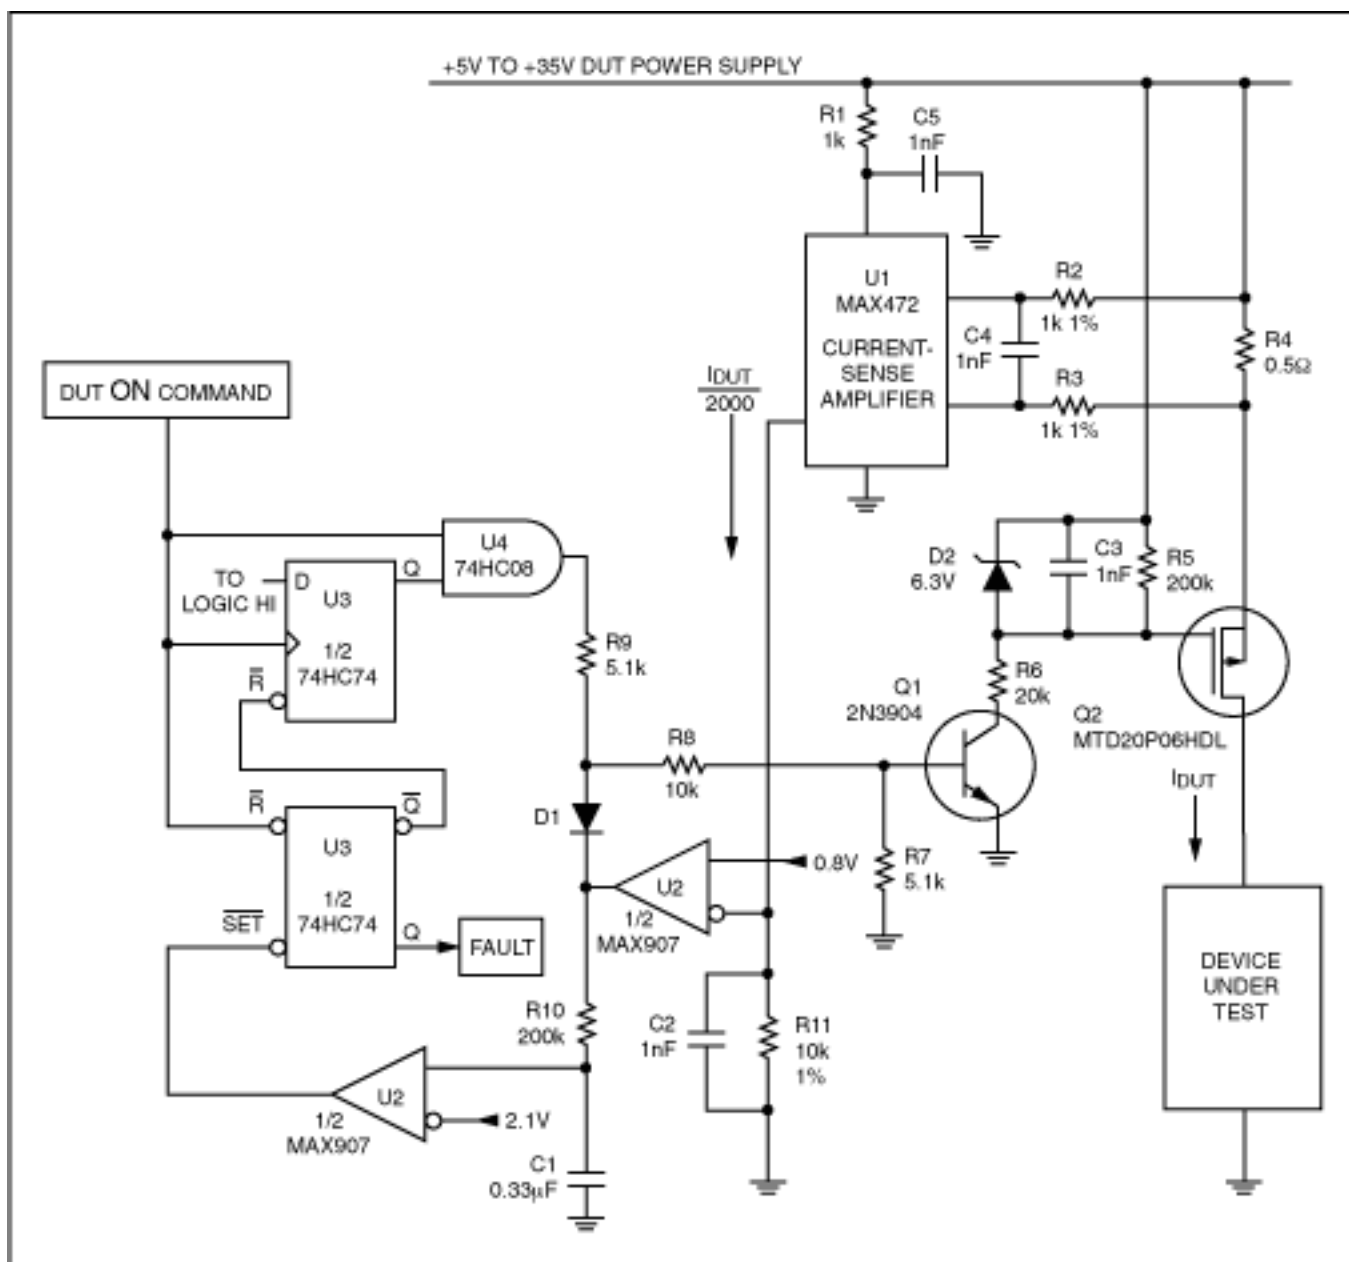 +5V TO +35V DUT POWER SUPPLY
R1
1k
C5
1nF
U1
MAX472
CURRENT-
SENSE
AMPLIFIER
R2
1k 1%
C4
1nF
R3
1k 1%
R4
0.5Ω
DUT ON COMMAND
IDUT
2000
U4
74HC08
TO
LOGIC HI
D
Q
U3
1/2
74HC74
R̅
R9
5.1k
D2
6.3V
C3
1nF
R5
200k
R6
20k
Q1
2N3904
Q2
MTD20P06HDL
R8
10k
IDUT
D1
R̅
Q̅
U3
1/2
74HC74
S̅E̅T̅
Q
FAULT
U2
1/2
MAX907
0.8V
R7
5.1k
DEVICE
UNDER
TEST
R10
200k
C2
1nF
R11
10k
1%
U2
1/2
MAX907
2.1V
C1
0.33µF